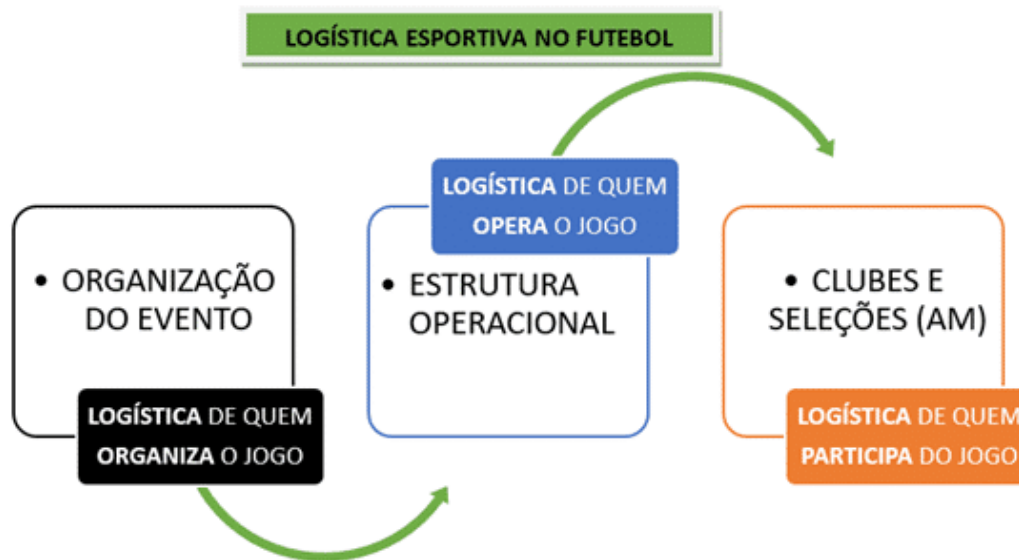 LOGÍSTICA ESPORTIVA NO FUTEBOL
• ORGANIZAÇÃO
DO EVENTO
LOGÍSTICA DE QUEM
ORGANIZA O JOGO
LOGÍSTICA DE QUEM
OPERA O JOGO
• ESTRUTURA
OPERACIONAL
• CLUBES E
SELEÇÕES (AM)
LOGÍSTICA DE QUEM
PARTICIPA DO JOGO